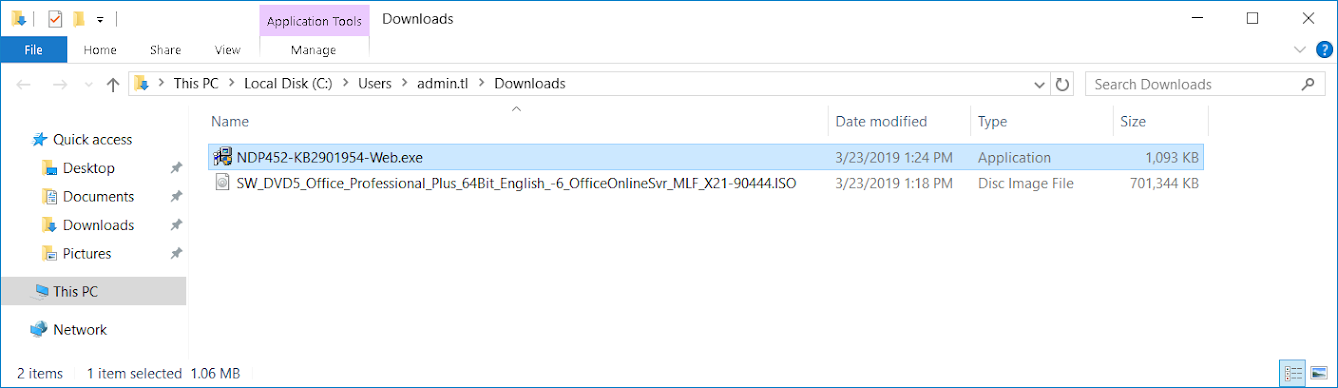 Application Tools Downloads
File Home Share View Manage
This PC Local Disk (C:) Users admin.tl Downloads Search Downloads
Name Date modified Type Size
Quick access
Desktop NDP452-KB2901954-Web.exe 3/23/2019 1:24 PM Application 1,093 KB
Documents SW_DVD5_Office_Professional_Plus_64Bit_English_-6_OfficeOnlineSvr_MLF_X21-90444.ISO 3/23/2019 1:18 PM Disc Image File 701,344 KB
Downloads
Pictures
This PC
Network
2 items 1 item selected 1.06 MB